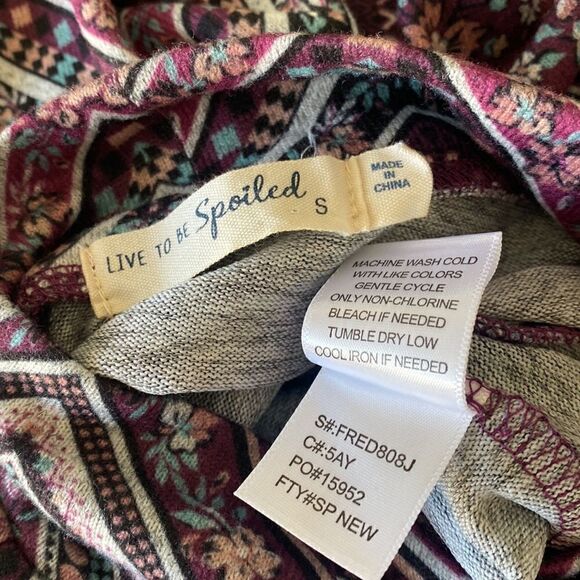 LIVE TO BE Spoiled
S
MADE
IN
CHINA
MACHINE WASH COLD
WITH LIKE COLORS
GENTLE CYCLE
ONLY NON-CHLORINE
BLEACH IF NEEDED
TUMBLE DRY LOW
COOL IRON IF NEEDED
S#:FRED808J
C#:5AY
PO#15952
FTY#SP NEW